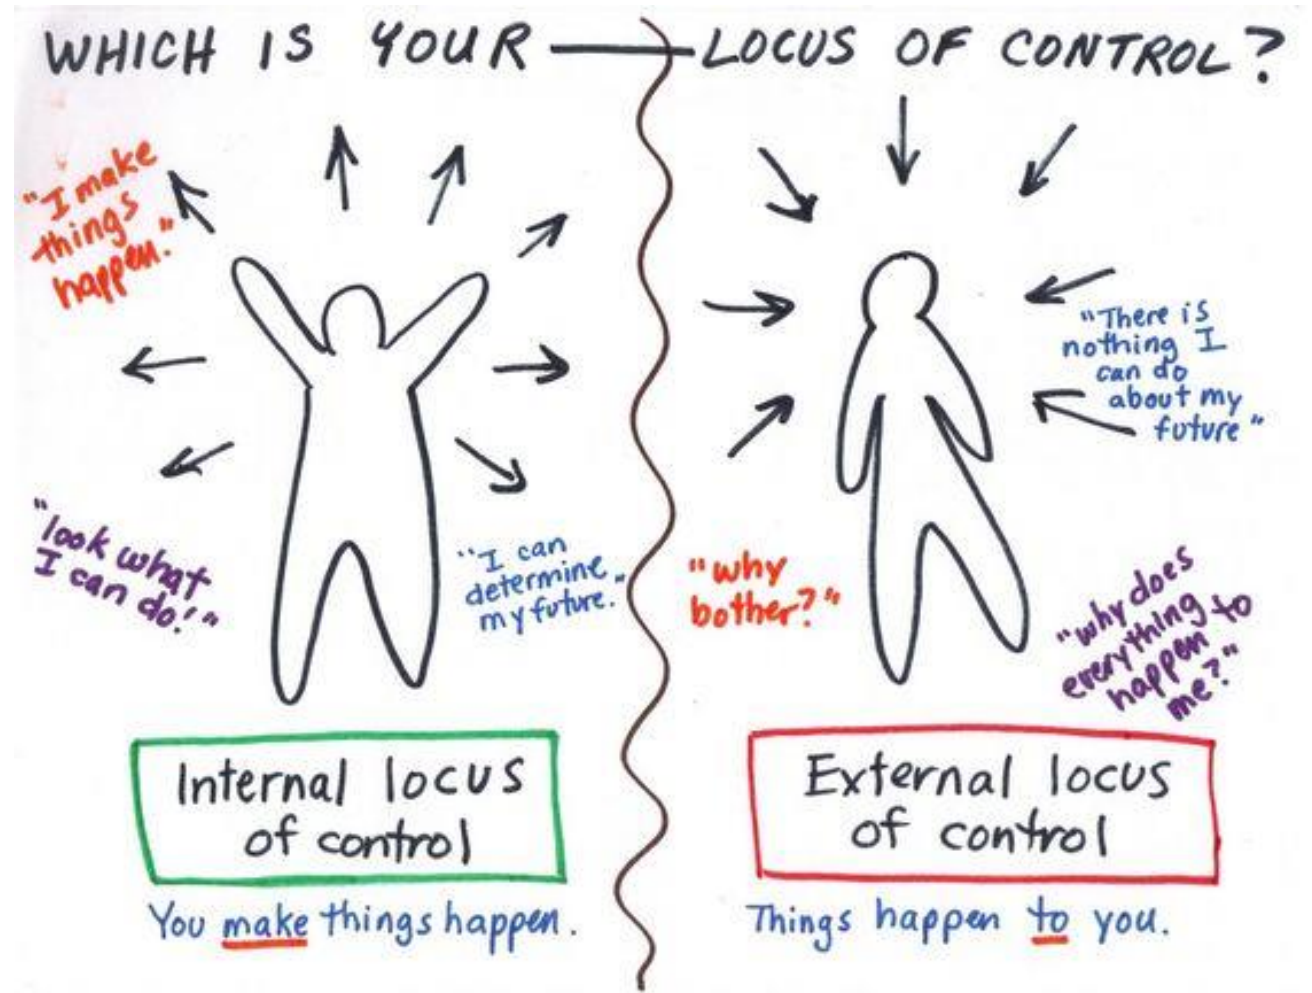 WHICH IS YOUR — LOCUS OF CONTROL?
"I make
things
happen."
"look what
I can do!"
"I can
determine
my future."
Internal locus
of control
You make things happen.
"There is
nothing I
can do
about my
future"
"why
bother?"
"why does
everything to
happen
me?"
External locus
of control
Things happen to you.